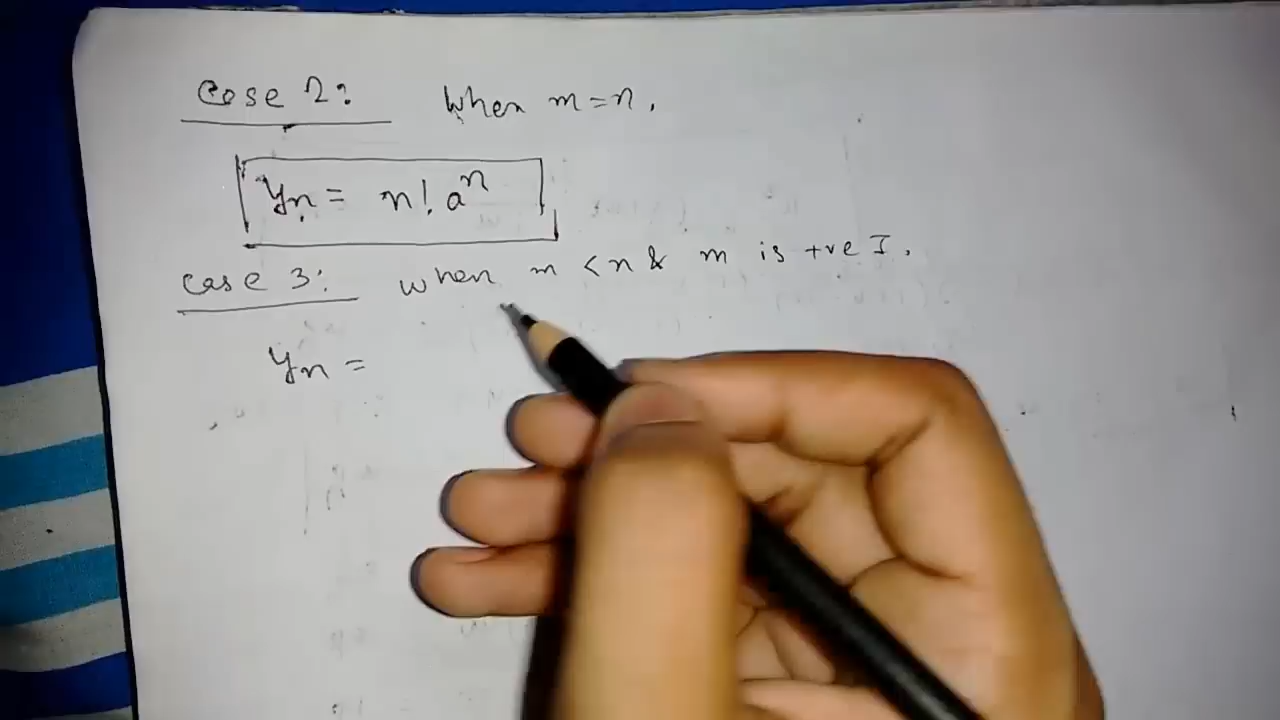 Case 2: When m = n.
yn = n! a^n
Case 3: when m < n & m is +ve I.
yn =